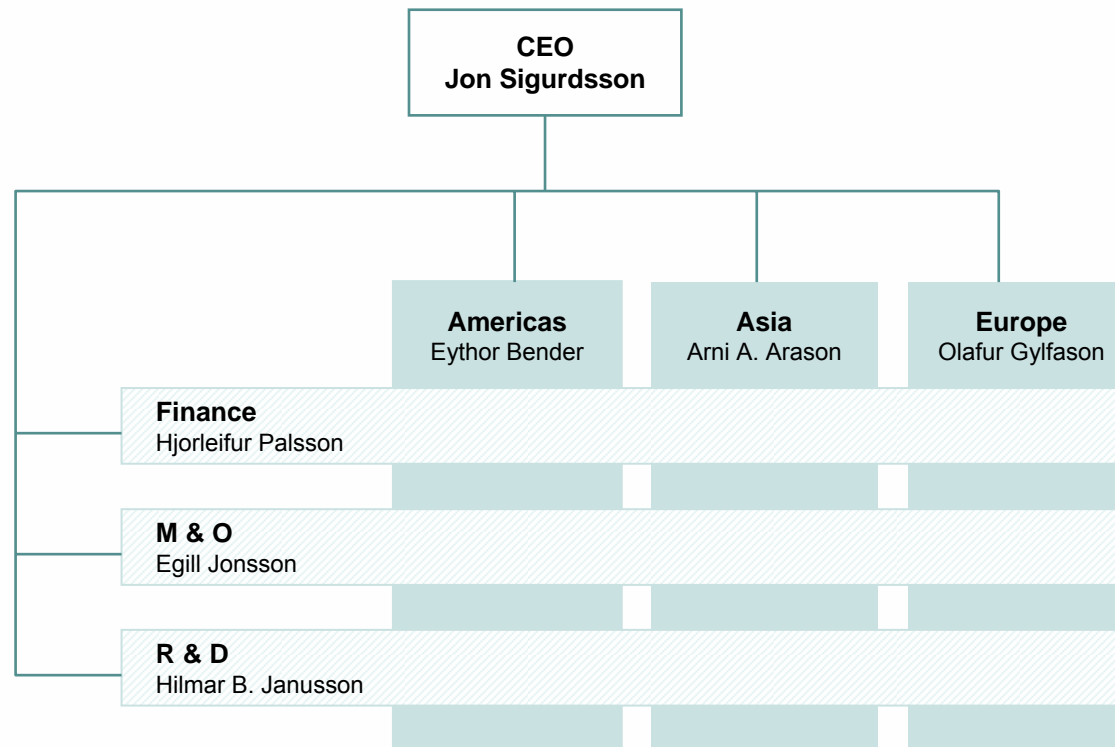 CEO
Jon Sigurdsson
Americas
Eythor Bender
Asia
Arni A. Arason
Europe
Olafur Gylfason
Finance
Hjorleifur Palsson
M & O
Egill Jonsson
R & D
Hilmar B. Janusson